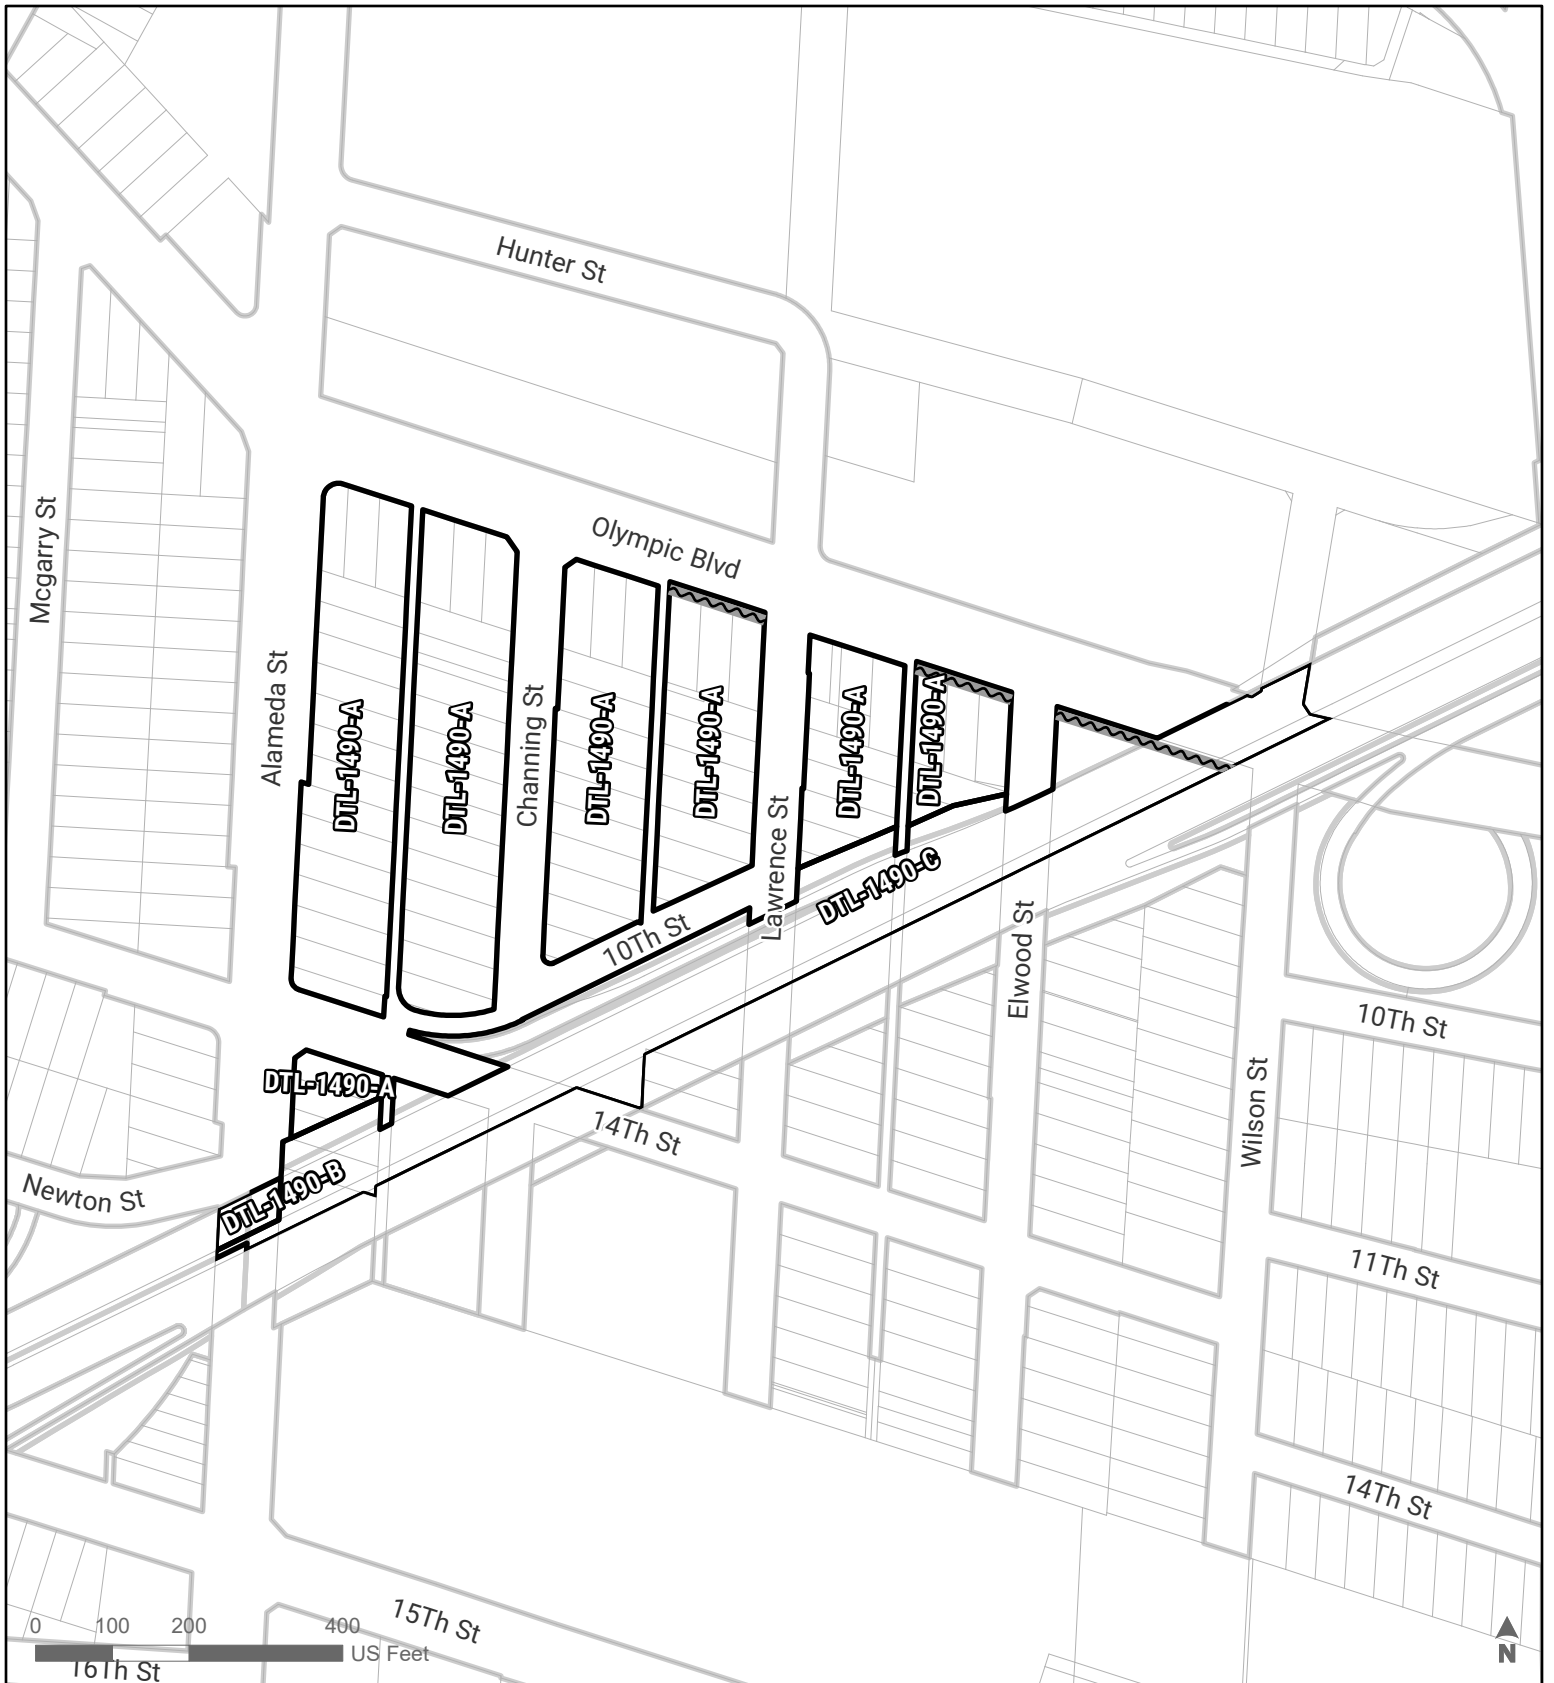 Hunter St
Olympic Blvd
Mcgarry St
Alameda St
DTL-1490-A
DTL-1490-A
Channing St
DTL-1490-A
DTL-1490-A
Lawrence St
DTL-1490-A
DTL-1490-A
DTL-1490-C
10Th St
Elwood St
10Th St
DTL-1490-A
14Th St
Wilson St
Newton St
DTL-1490-B
11Th St
14Th St
15Th St
0 100 200 400
US Feet
16Th St
N